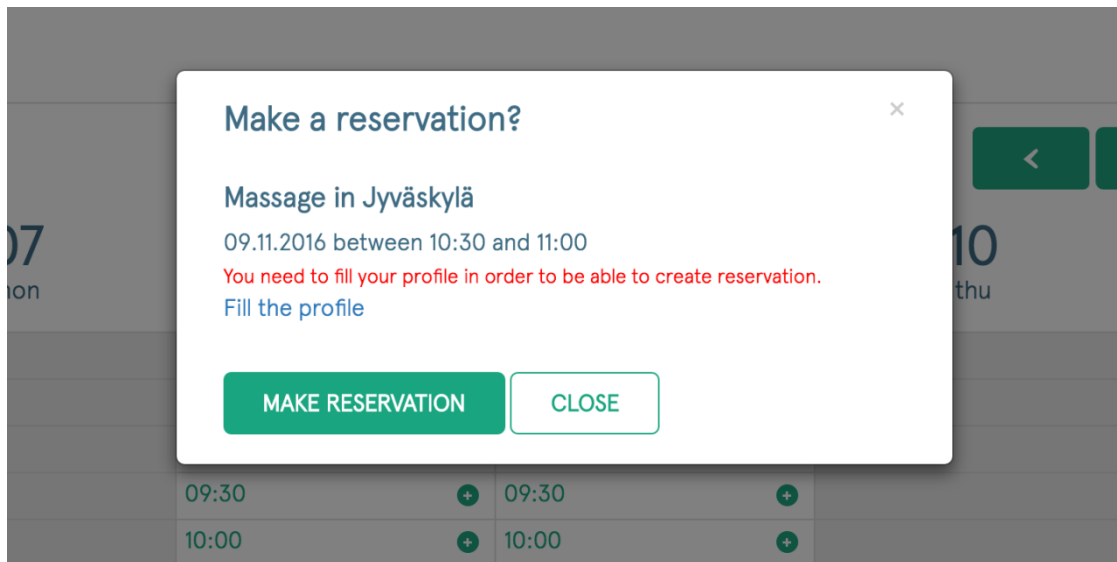 Make a reservation?
×
Massage in Jyväskylä
09.11.2016 between 10:30 and 11:00
You need to fill your profile in order to be able to create reservation.
Fill the profile
MAKE RESERVATION
CLOSE
<
07
10
thu
09:30
09:30
10:00
10:00